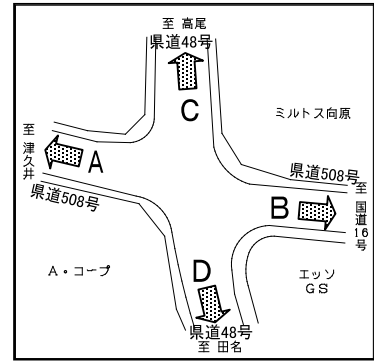 至 高尾
県道48号
C
ミルトス向原
至 津久井
A
県道508号
県道508号
至 国道16号
B
D
A・コープ
エッソ
GS
県道48号
至 田名